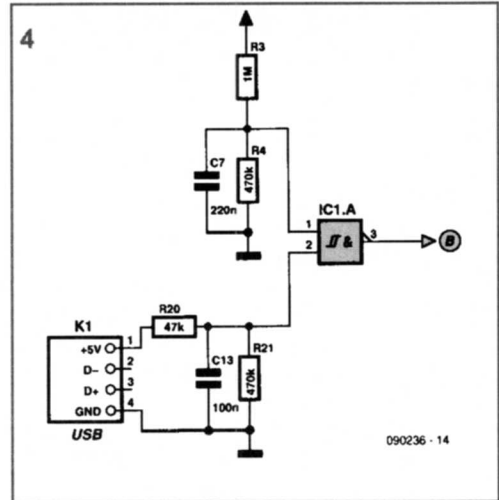 4
R3
1M
C7
R4
470k
220n
IC1.A
1
2
&
3
B
R20
47k
K1
+5V
1
D−
2
D+
3
GND
4
USB
C13
100n
R21
470k
090236 - 14